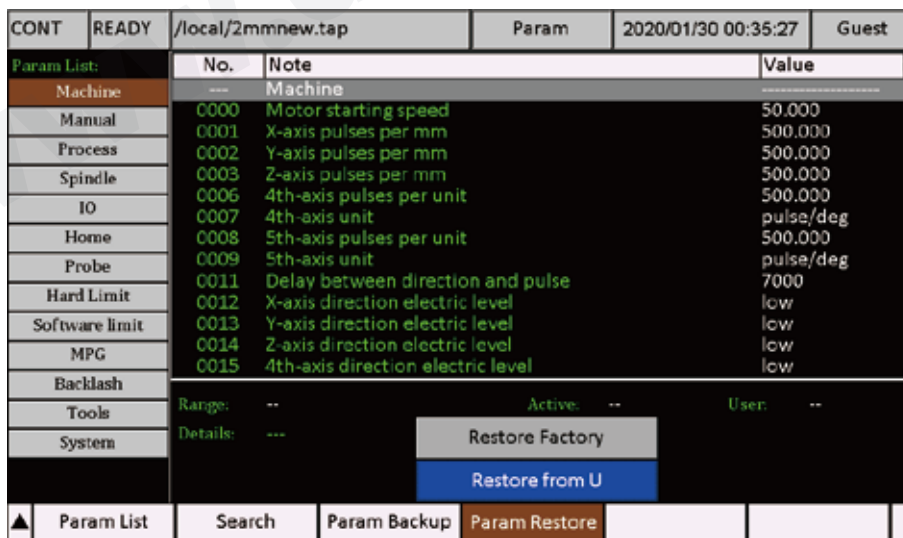 CONT READY /local/2mmnew.tap Param 2020/01/30 00:35:27 Guest
Param List:
Machine
Manual
Process
Spindle
IO
Home
Probe
Hard Limit
Software limit
MPG
Backlash
Tools
System
No. Note Value
--- Machine -------------------
0000 Motor starting speed 50.000
0001 X-axis pulses per mm 500.000
0002 Y-axis pulses per mm 500.000
0003 Z-axis pulses per mm 500.000
0006 4th-axis pulses per unit 500.000
0007 4th-axis unit pulse/deg
0008 5th-axis pulses per unit 500.000
0009 5th-axis unit pulse/deg
0011 Delay between direction and pulse 7000
0012 X-axis direction electric level low
0013 Y-axis direction electric level low
0014 Z-axis direction electric level low
0015 4th-axis direction electric level low
Range: -- Active: -- User: --
Details: ---
Restore Factory
Restore from U
▲ Param List Search Param Backup Param Restore